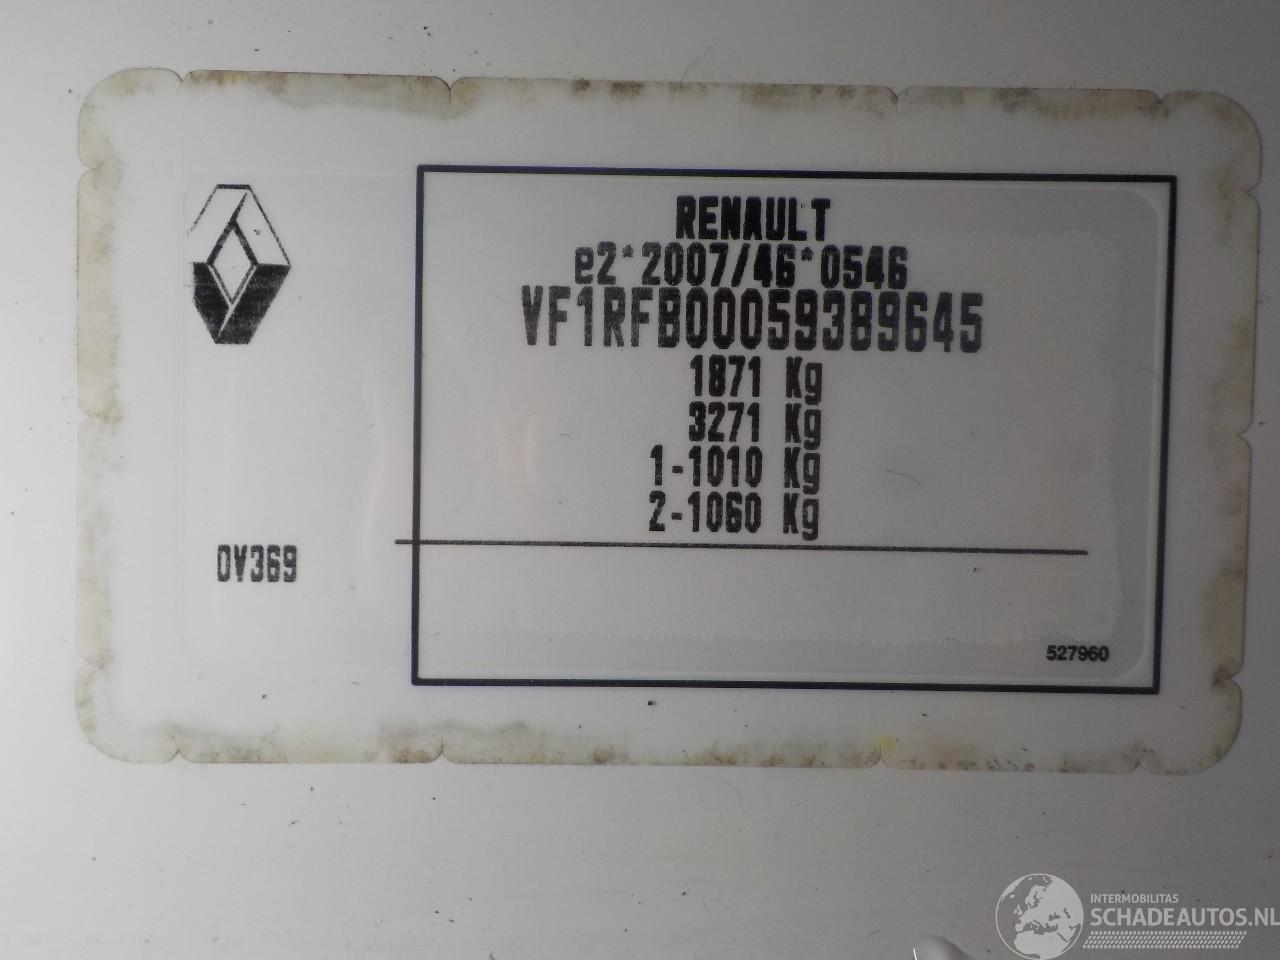 RENAULT
e2*2007/46*0546
VF1RFB00059389645
1871 Kg
3271 Kg
1-1010 Kg
2-1060 Kg
DV369
527960
INTERMOBILITAS
SCHADEAUTOS.NL